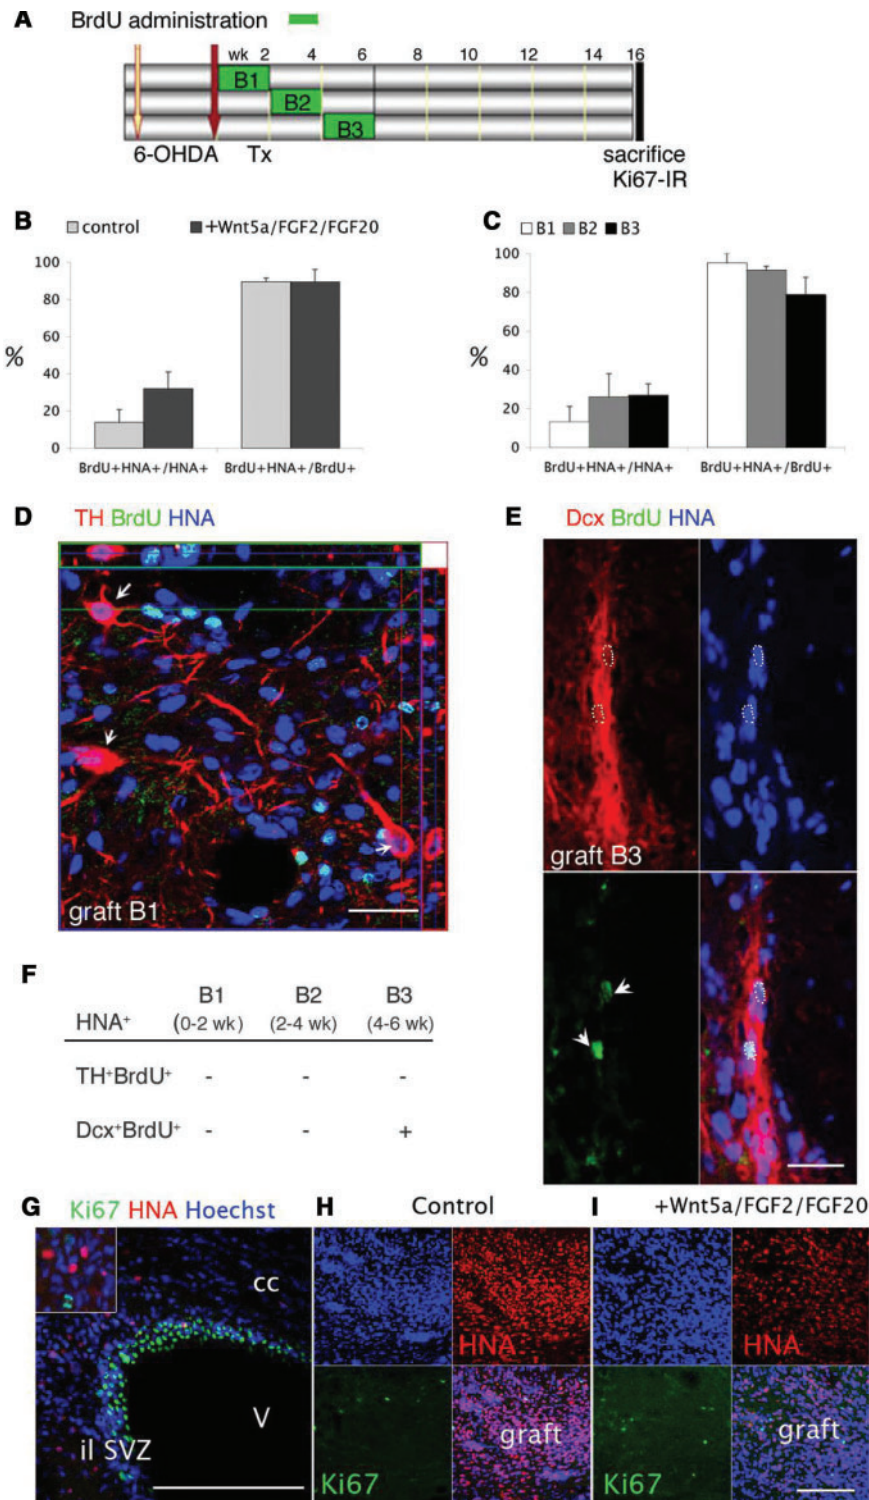 A BrdU administration
wk 2 4 6 8 10 12 14 16
B1
B2
B3
6-OHDA Tx sacrifice
Ki67-IR
B control +Wnt5a/FGF2/FGF20
100
80
60
40
20
0
%
BrdU+HNA+/HNA+ BrdU+HNA+/BrdU+
C B1 B2 B3
100
80
60
40
20
0
%
BrdU+HNA+/HNA+ BrdU+HNA+/BrdU+
D TH BrdU HNA
graft B1
E Dcx BrdU HNA
graft B3
F B1 B2 B3
HNA⁺ (0-2 wk) (2-4 wk) (4-6 wk)
TH⁺BrdU⁺ - - -
Dcx⁺BrdU⁺ - - +
G Ki67 HNA Hoechst
cc
V
il SVZ
H Control
HNA
Ki67
graft
I +Wnt5a/FGF2/FGF20
HNA
Ki67
graft